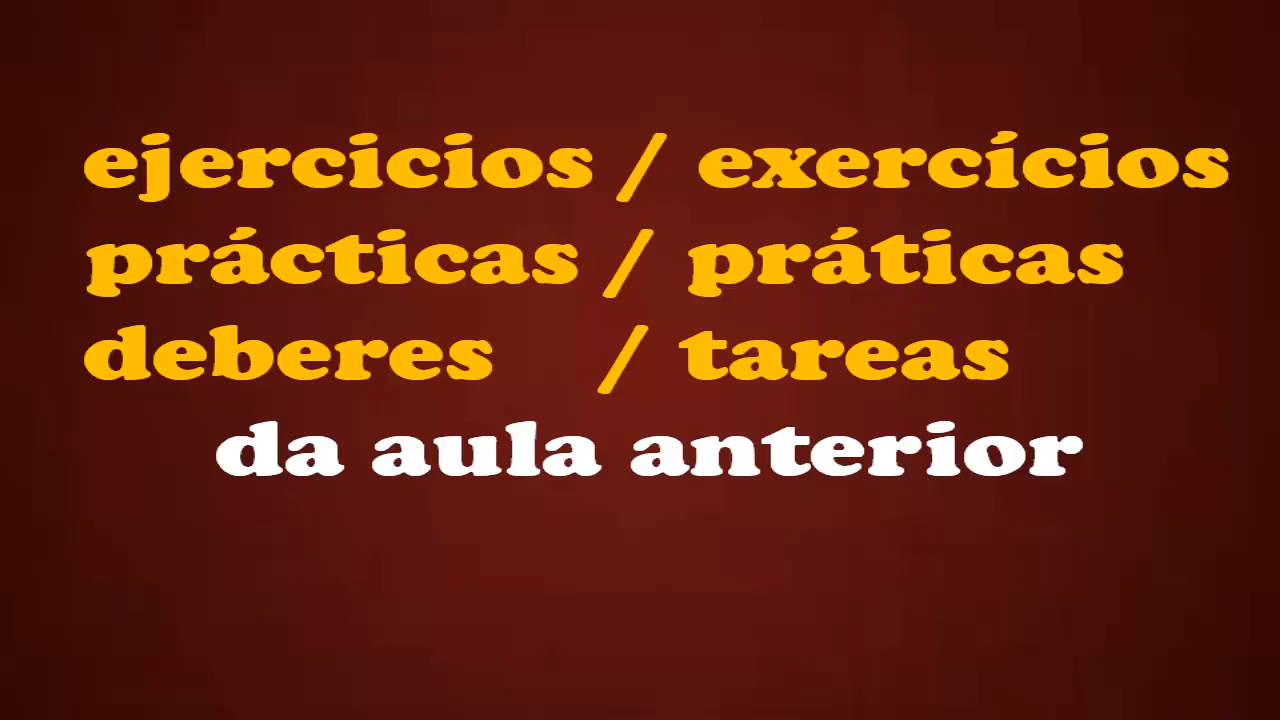 ejercicios / exercícios
prácticas / práticas
deberes / tareas
da aula anterior